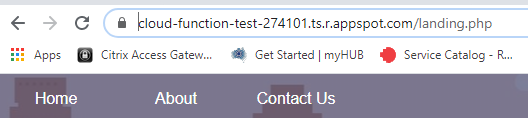 cloud-function-test-274101.ts.r.appspot.com/landing.php
Apps Citrix Access Gatew... Get Started | myHUB Service Catalog - R...
Home About Contact Us